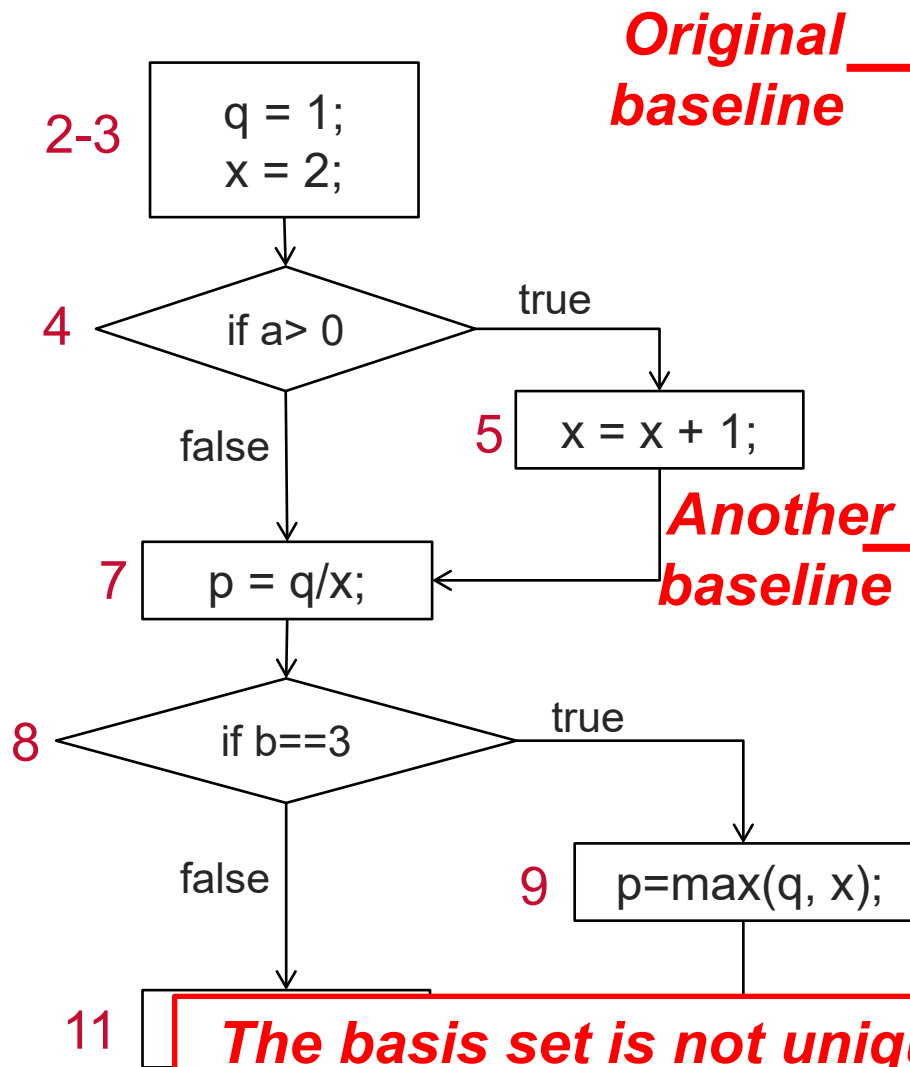 Original
baseline
2-3
q = 1;
x = 2;
4
if a> 0
true
false
5
x = x + 1;
Another
baseline
7
p = q/x;
8
if b==3
true
false
9
p=max(q, x);
11
The basis set is not